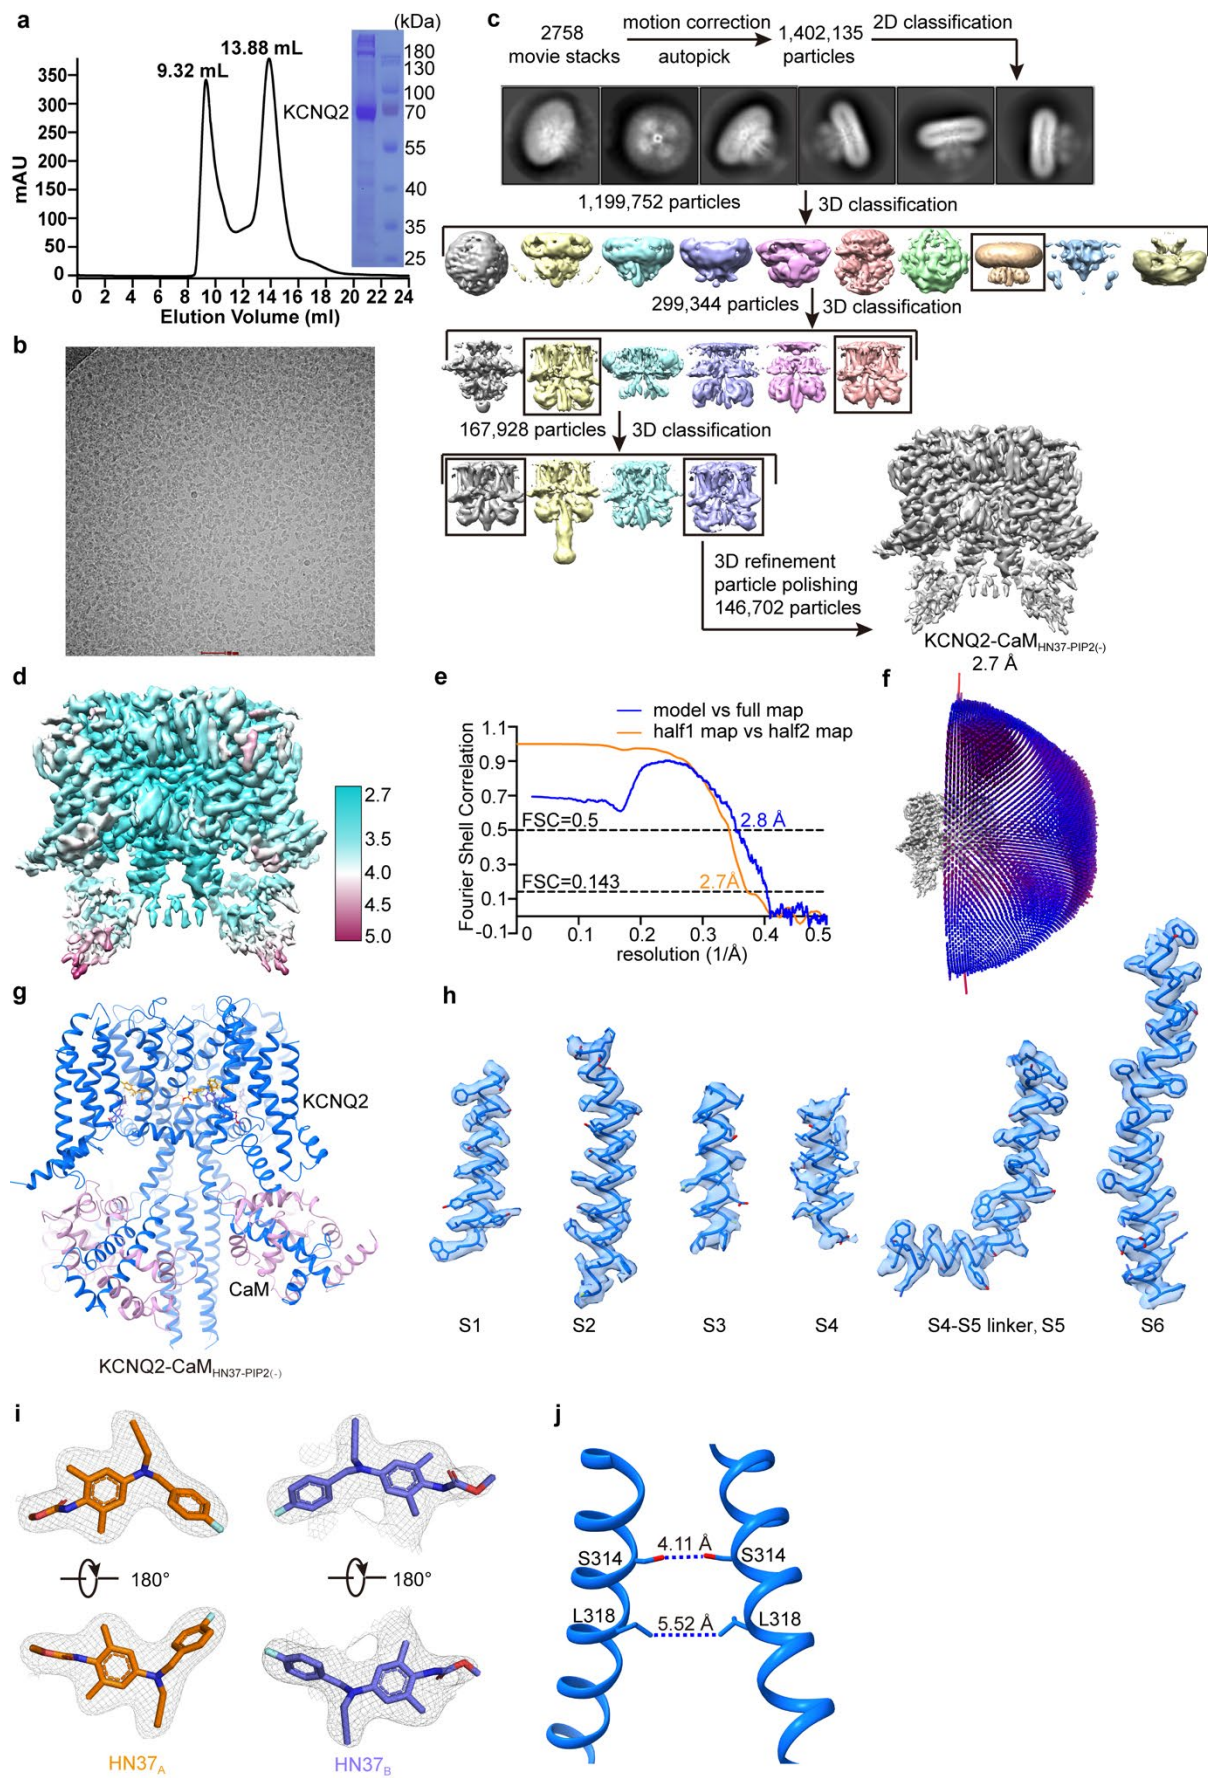 a
(kDa)
13.88 mL
9.32 mL
KCNQ2
180
130
100
70
55
40
35
25
mAU
350
300
250
200
150
100
50
0
0 2 4 6 8 10 12 14 16 18 20 22 24
Elution Volume (ml)
b
c
2758
movie stacks
motion correction
autopick
1,402,135
particles
2D classification
1,199,752 particles
3D classification
299,344 particles
3D classification
167,928 particles
3D classification
3D refinement
particle polishing
146,702 particles
KCNQ2-CaMHN37-PIP2(-)
2.7 Å
d
2.7
3.5
4.0
4.5
5.0
e
model vs full map
half1 map vs half2 map
Fourier Shell Correlation
1.1
0.9
0.7
0.5
0.3
0.1
-0.1
FSC=0.5
2.8 Å
FSC=0.143
2.7Å
0 0.1 0.2 0.3 0.4 0.5
resolution (1/Å)
f
g
KCNQ2
CaM
KCNQ2-CaMHN37-PIP2(-)
h
S1
S2
S3
S4
S4-S5 linker, S5
S6
i
180°
180°
HN37A
HN37B
j
4.11 Å
S314
S314
L318
5.52 Å
L318